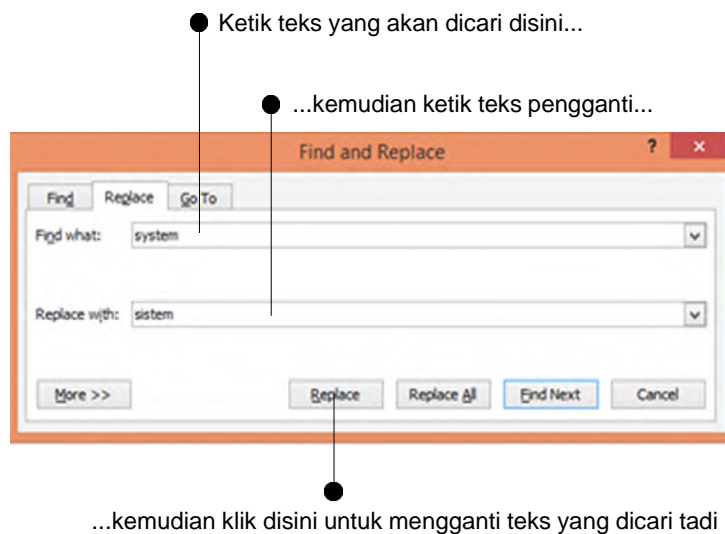 Ketik teks yang akan dicari disini...
...kemudian ketik teks pengganti...
Find and Replace ? ×
Find Replace Go To
Find what: system
Replace with: sistem
More >> Replace Replace All Find Next Cancel
...kemudian klik disini untuk mengganti teks yang dicari tadi